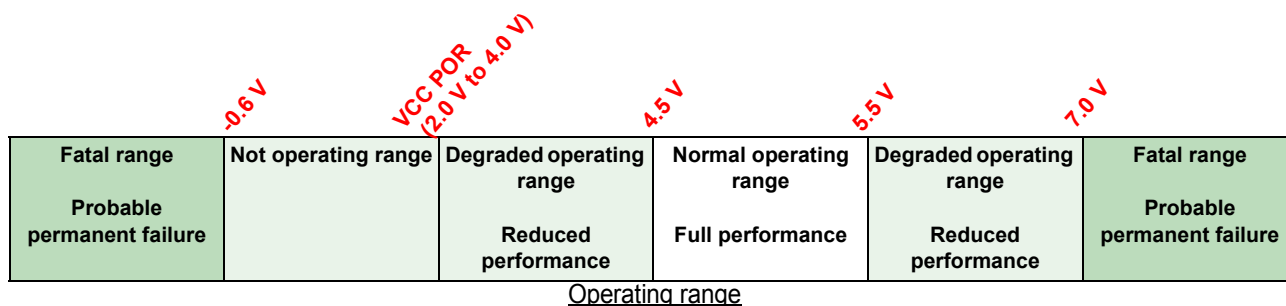 -0.6 V
VCC POR
(2.0 V to 4.0 V)
4.5 V
5.5 V
7.0 V
Fatal range
Probable
permanent failure
Not operating range
Degraded operating
range
Reduced
performance
Normal operating
range
Full performance
Degraded operating
range
Reduced
performance
Fatal range
Probable
permanent failure
Operating range